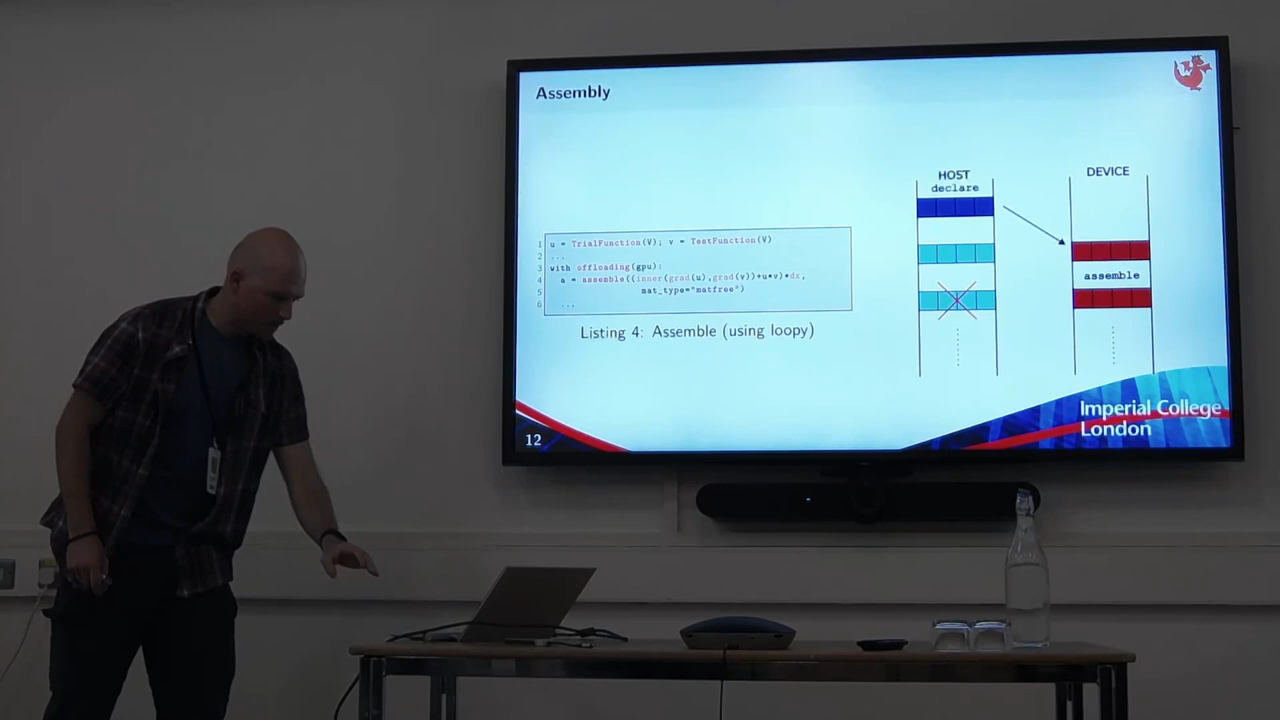 Assembly
1 u = TrialFunction(V); v = TestFunction(V)
2 ...
3 with offloading(gpu):
4 a = assemble((inner(grad(u),grad(v))+u*v)*dx,
5 mat_type="matfree")
6 ...
Listing 4: Assemble (using loopy)
HOST
declare
DEVICE
assemble
12
Imperial College
London